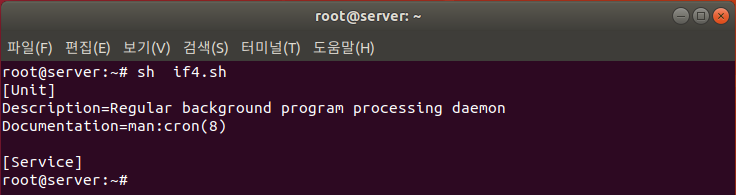 root@server: ~
파일(F) 편집(E) 보기(V) 검색(S) 터미널(T) 도움말(H)
root@server:~# sh  if4.sh
[Unit]
Description=Regular background program processing daemon
Documentation=man:cron(8)

[Service]
root@server:~#